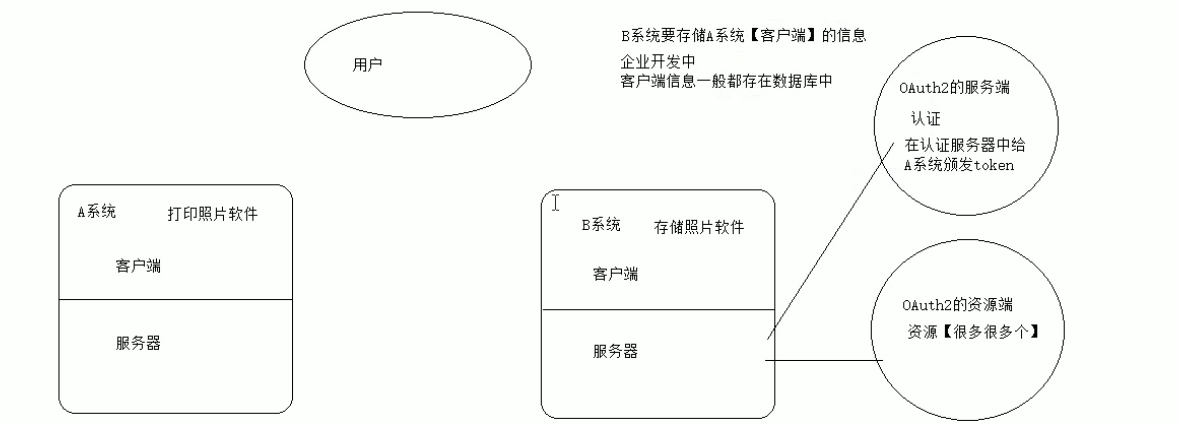 用户
B系统要存储A系统【客户端】的信息
企业开发中
客户端信息一般都存在数据库中
OAuth2的服务端
认证
在认证服务器中给
A系统颁发token
A系统 打印照片软件
客户端
服务器
B系统 存储照片软件
客户端
服务器
OAuth2的资源端
资源【很多很多个】